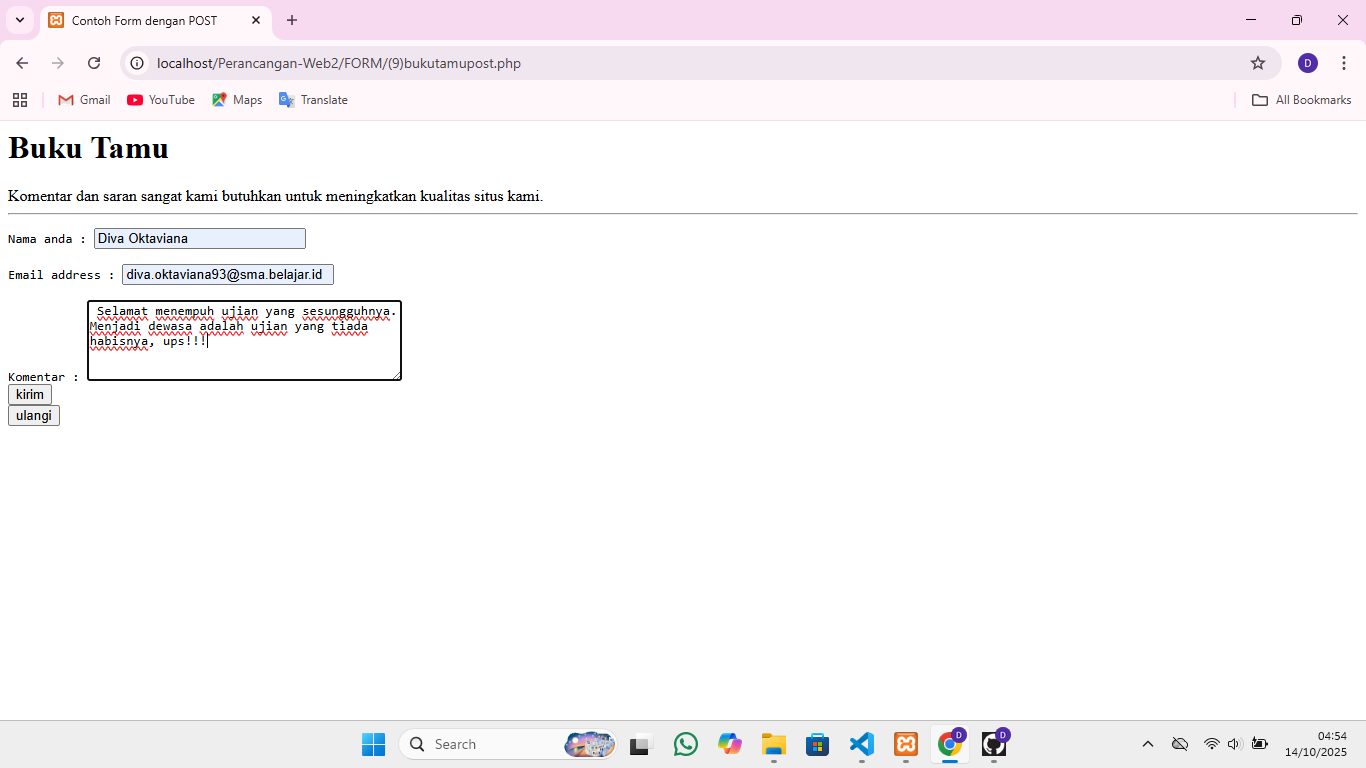 Contoh Form dengan POST
localhost/Perancangan-Web2/FORM/(9)bukutamupost.php
D
Gmail
YouTube
Maps
Translate
All Bookmarks
Buku Tamu
Komentar dan saran sangat kami butuhkan untuk meningkatkan kualitas situs kami.
Nama anda : Diva Oktaviana
Email address : diva.oktaviana93@sma.belajar.id
Selamat menempuh ujian yang sesungguhnya.
Menjadi dewasa adalah ujian yang tiada
habisnya, ups!!!
Komentar :
kirim
ulangi
Search
D
D
04:54
14/10/2025